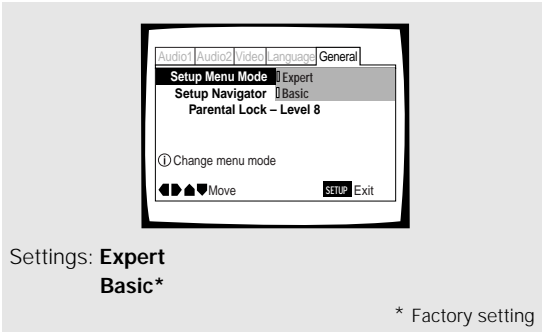 Audio1 Audio2 Video Language General
Setup Menu Mode Expert
Setup Navigator Basic
Parental Lock – Level 8
ⓘ Change menu mode
Move SETUP Exit
Settings: Expert
Basic*
* Factory setting